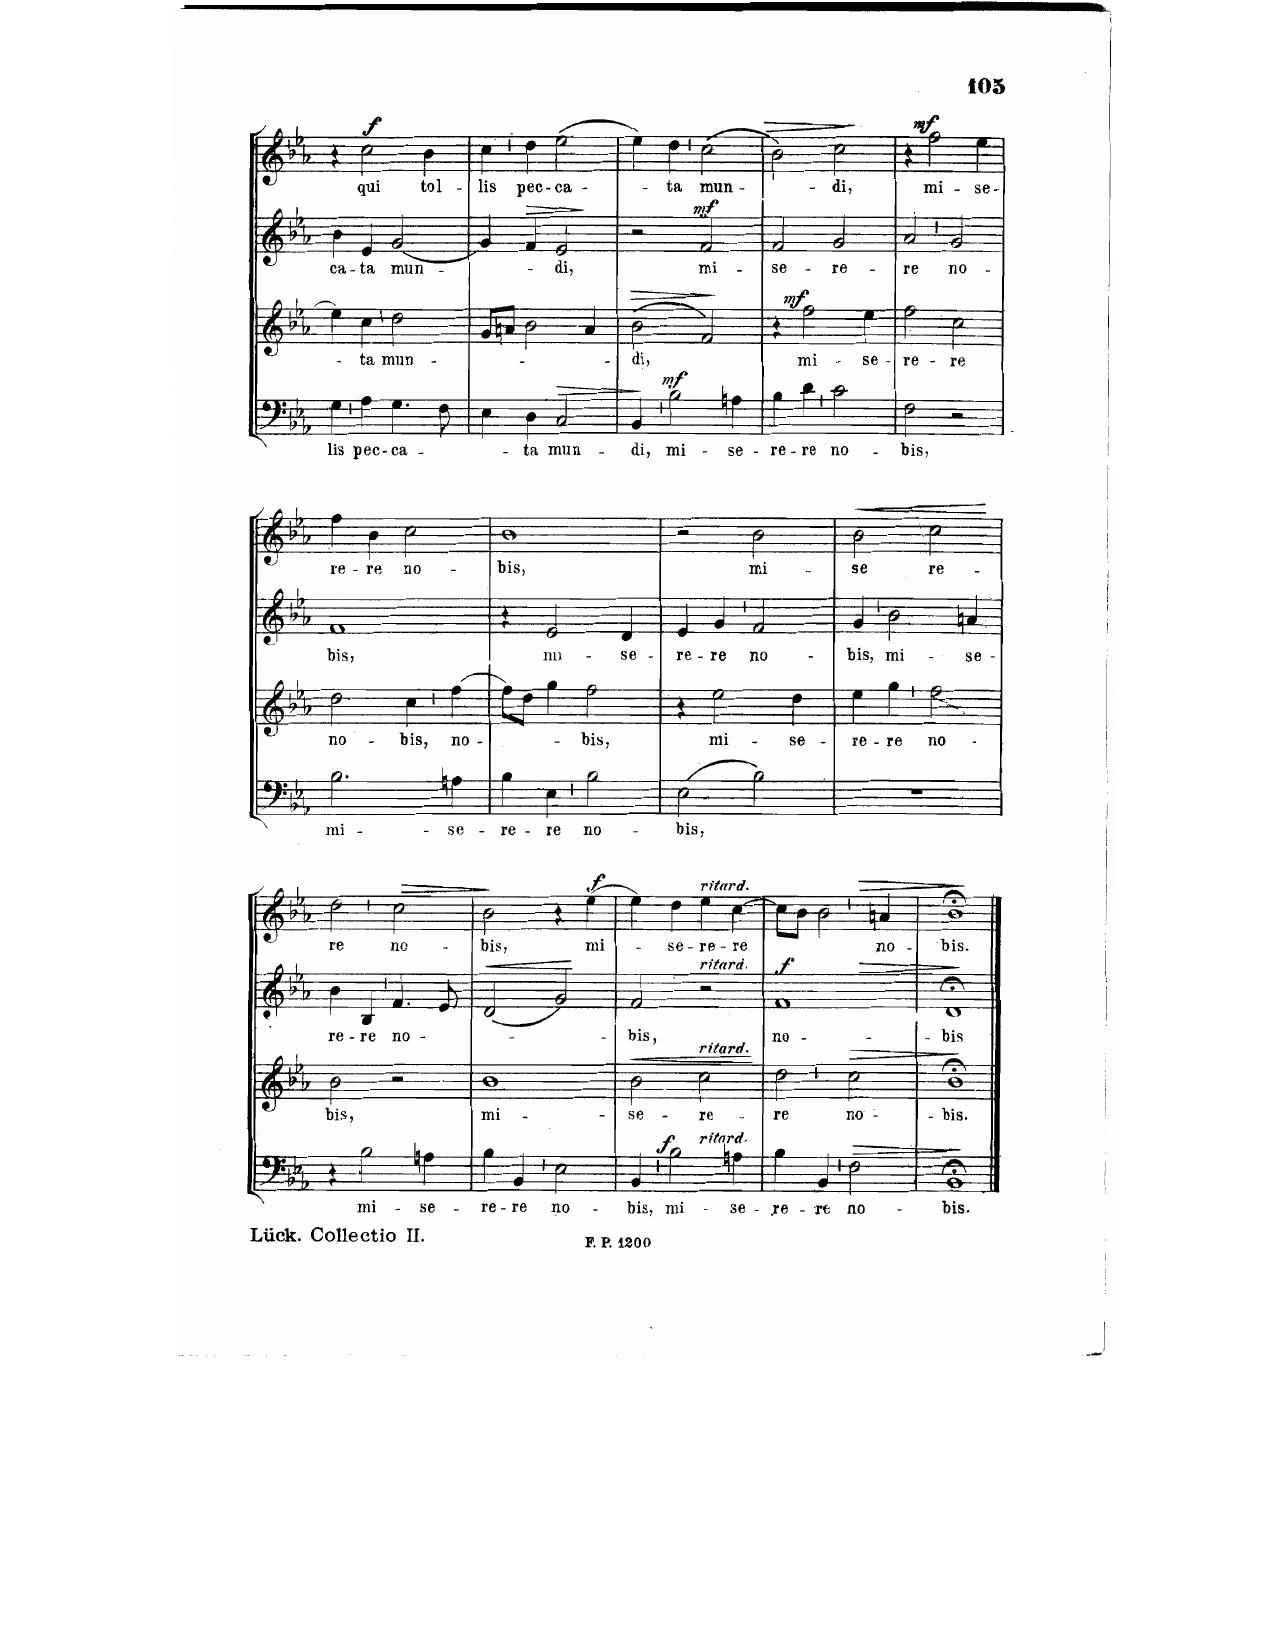 105
f
qui tol - lis pec-ca - - ta mun - - di, mi - se-
mf
mf
ca-ta mun - - di, mi - se - re - re no -
mf
- ta mun - - - di, mi - se - re - re
mf
lis pec-ca - - ta mun - di, mi - se - re - re no - bis,
re - re no - bis, mi - se re -
bis, mi - se - re - re no - bis, mi - se -
no - bis, no - - bis, mi - se - re - re no -
mi - - se - re - re no - bis,
f ritard.
re no - bis, mi - se - re - re no - bis.
ritard. f
re - re no - - - bis, no - - - bis
ritard.
bis, mi - - se - re - re no - - bis.
f ritard.
mi - se - re - re no - bis, mi - se - re - re no - bis.
Lück. Collectio II.
F. P. 1200